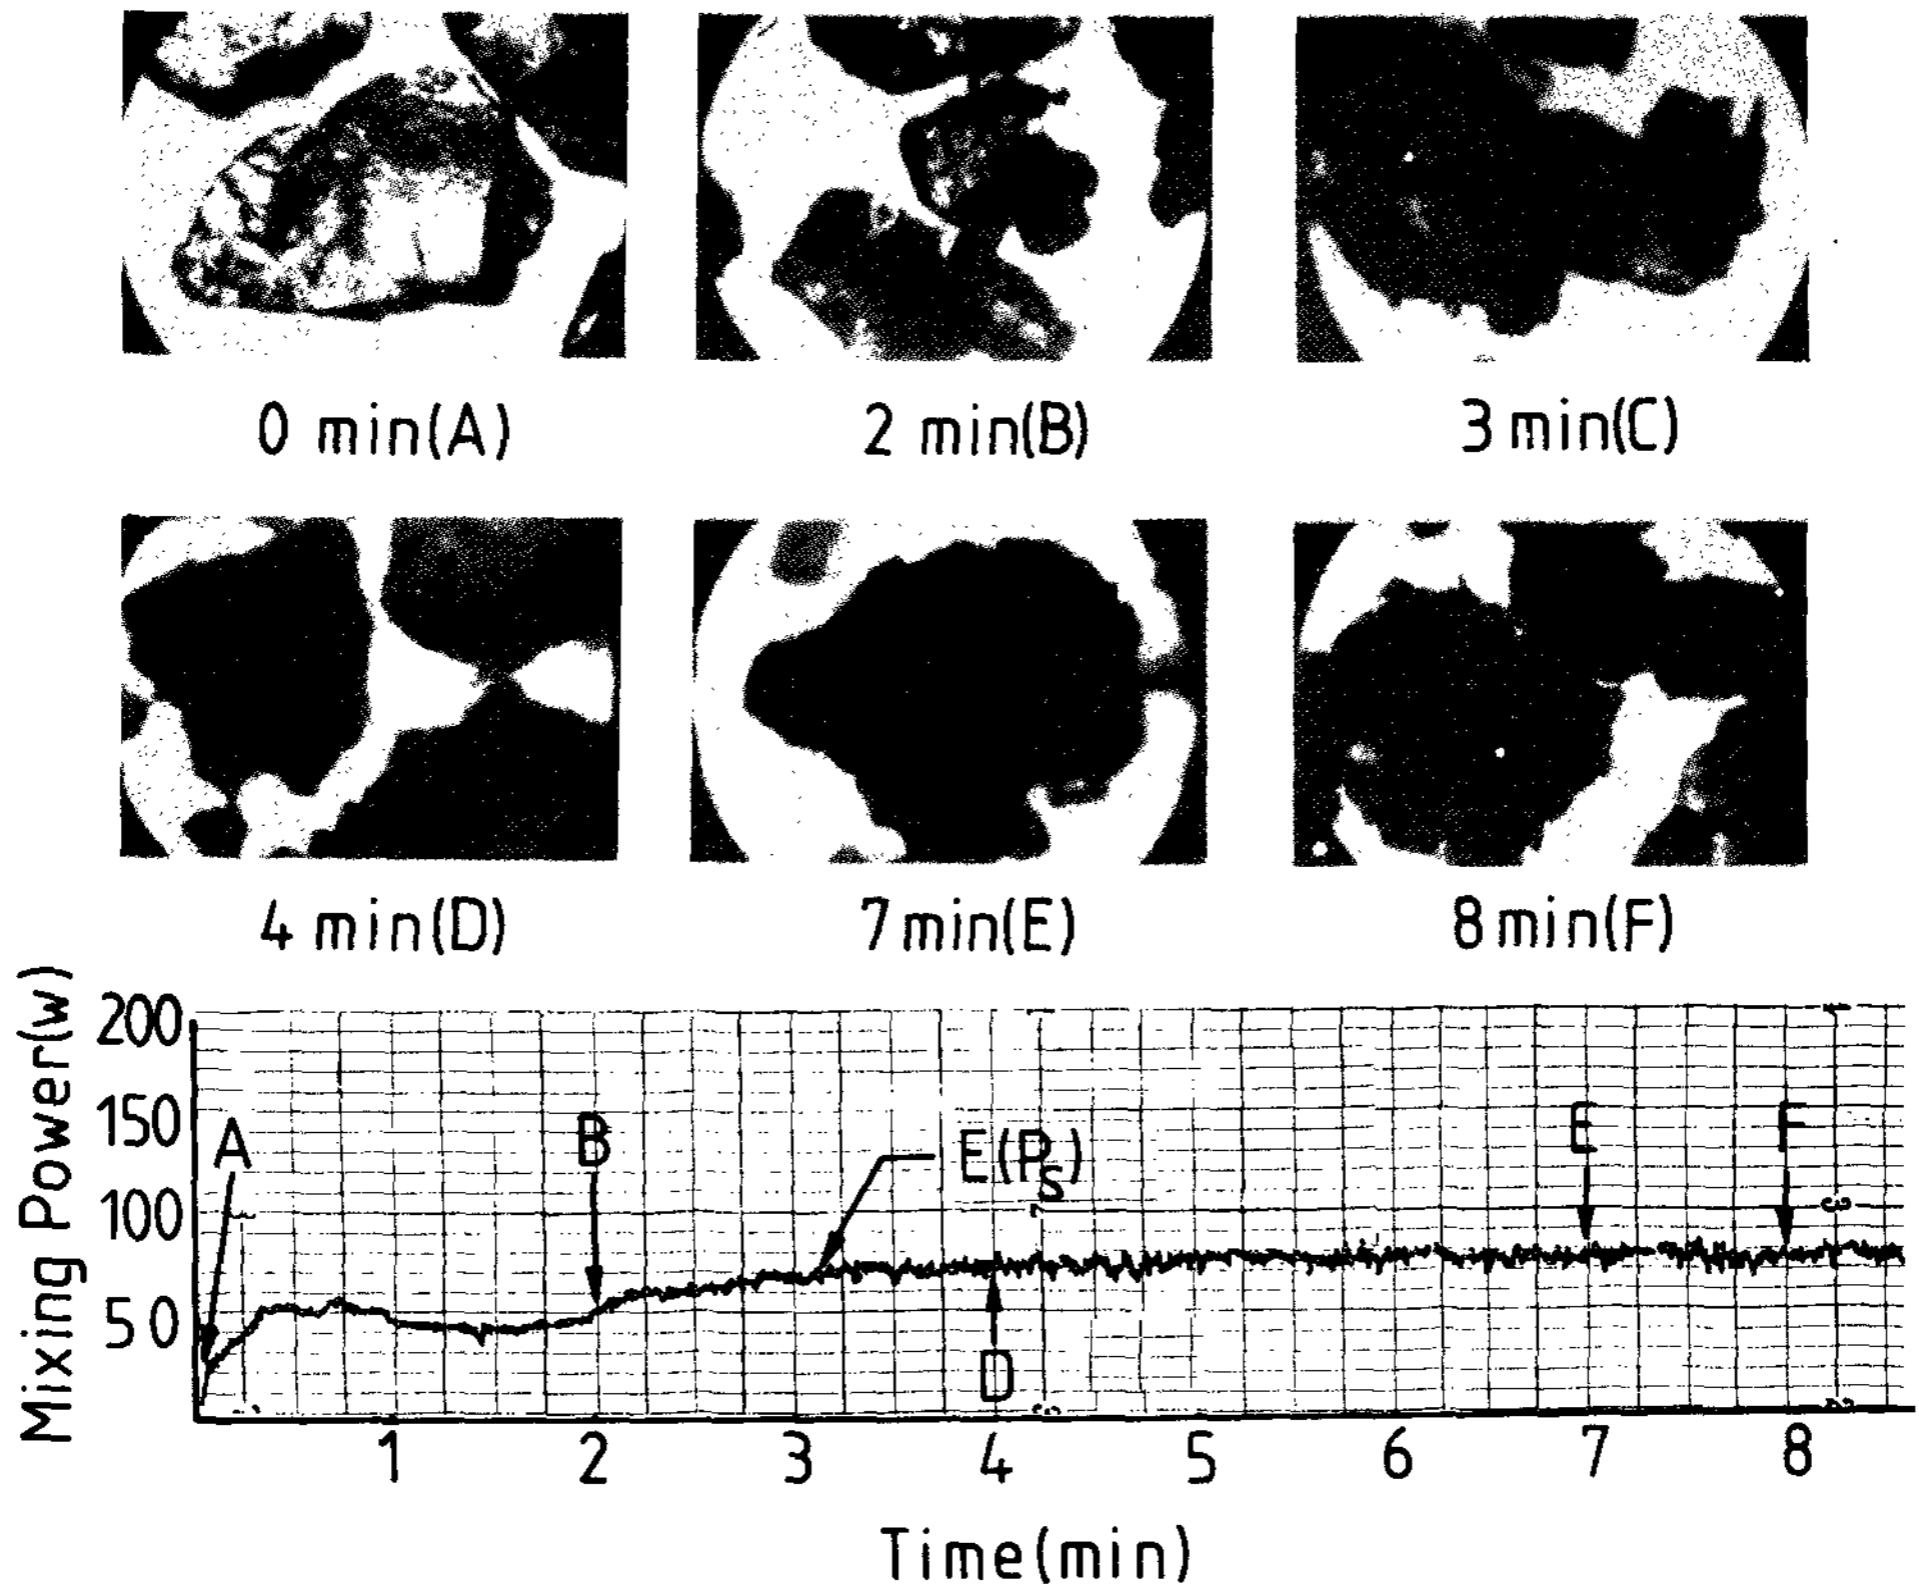 0 min(A)
2 min(B)
3 min(C)
4 min(D)
7 min(E)
8 min(F)
Mixing Power(w)
200
150
100
50
A
B
E(Ps)
D
E
F
1
2
3
4
5
6
7
8
Time(min)